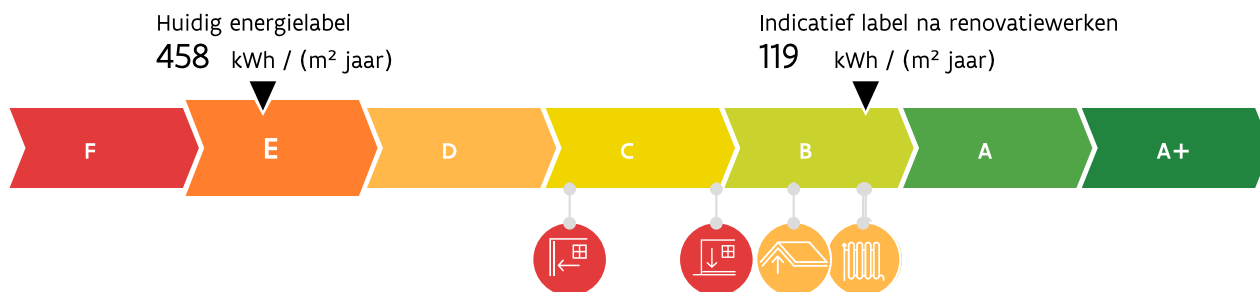 Huidig energielabel
458 kWh / (m² jaar)
Indicatief label na renovatiewerken
119 kWh / (m² jaar)
F E D C B A A+